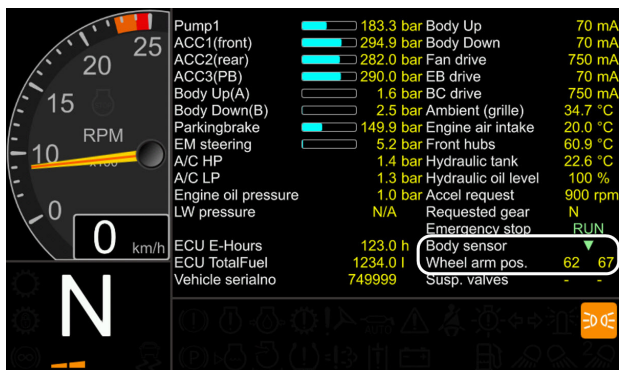 25
20
15
RPM
x100
10
0
0 km/h
N
Pump1 183.3 bar Body Up 70 mA
ACC1(front) 294.9 bar Body Down 70 mA
ACC2(rear) 282.0 bar Fan drive 750 mA
ACC3(PB) 290.0 bar EB drive 70 mA
Body Up(A) 1.6 bar BC drive 750 mA
Body Down(B) 2.5 bar Ambient (grille) 34.7 °C
Parkingbrake 149.9 bar Engine air intake 20.0 °C
EM steering 5.2 bar Front hubs 60.9 °C
A/C HP 1.4 bar Hydraulic tank 22.6 °C
A/C LP 1.3 bar Hydraulic oil level 100 %
Engine oil pressure 1.0 bar Accel request 900 rpm
LW pressure N/A Requested gear N
Emergency stop RUN
ECU E-Hours 123.0 h Body sensor ▼
ECU TotalFuel 1234.0 l Wheel arm pos. 62 67
Vehicle serialno 749999 Susp. valves - -